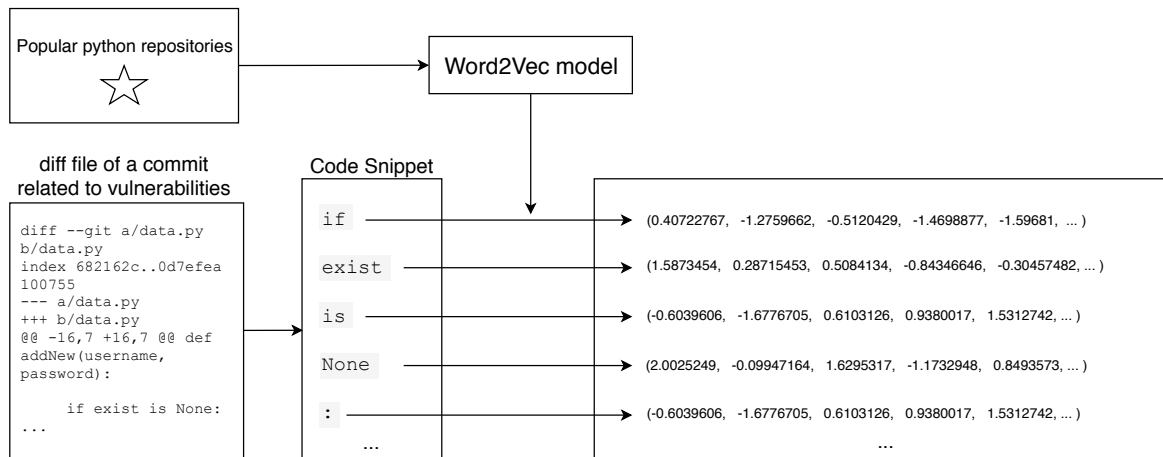 Popular python repositories
Word2Vec model
diff file of a commit
related to vulnerabilities
diff --git a/data.py
b/data.py
index 682162c..0d7efea
100755
--- a/data.py
+++ b/data.py
@@ -16,7 +16,7 @@ def
addNew(username,
password):
if exist is None:
...
Code Snippet
if
exist
is
None
:
...
(0.40722767, -1.2759662, -0.5120429, -1.4698877, -1.59681, ... )
(1.5873454, 0.28715453, 0.5084134, -0.84346646, -0.30457482, ... )
(-0.6039606, -1.6776705, 0.6103126, 0.9380017, 1.5312742, ... )
(2.0025249, -0.09947164, 1.6295317, -1.1732948, 0.8493573, ... )
(-0.6039606, -1.6776705, 0.6103126, 0.9380017, 1.5312742, ... )
...